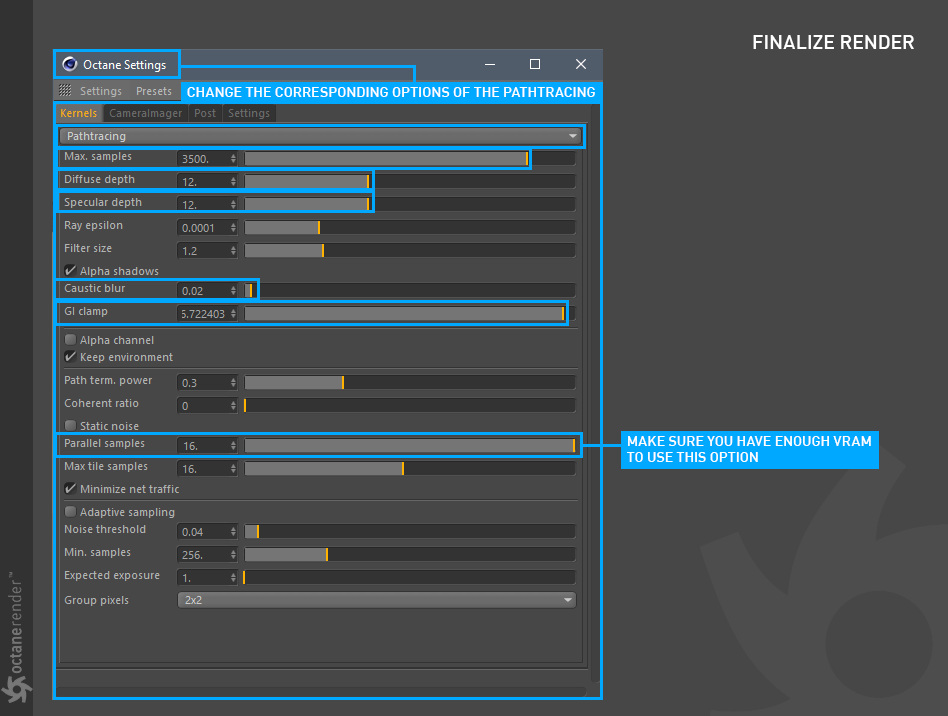 FINALIZE RENDER
Octane Settings
Settings Presets
CHANGE THE CORRESPONDING OPTIONS OF THE PATHTRACING
Kernels CameraImager Post Settings
Pathtracing
Max. samples 3500.
Diffuse depth 12.
Specular depth 12.
Ray epsilon 0.0001
Filter size 1.2
Alpha shadows
Caustic blur 0.02
GI clamp 5.722403
Alpha channel
Keep environment
Path term. power 0.3
Coherent ratio 0
Static noise
Parallel samples 16.
MAKE SURE YOU HAVE ENOUGH VRAM
TO USE THIS OPTION
Max tile samples 16.
Minimize net traffic
Adaptive sampling
Noise threshold 0.04
Min. samples 256.
Expected exposure 1.
Group pixels 2x2
octanerender™